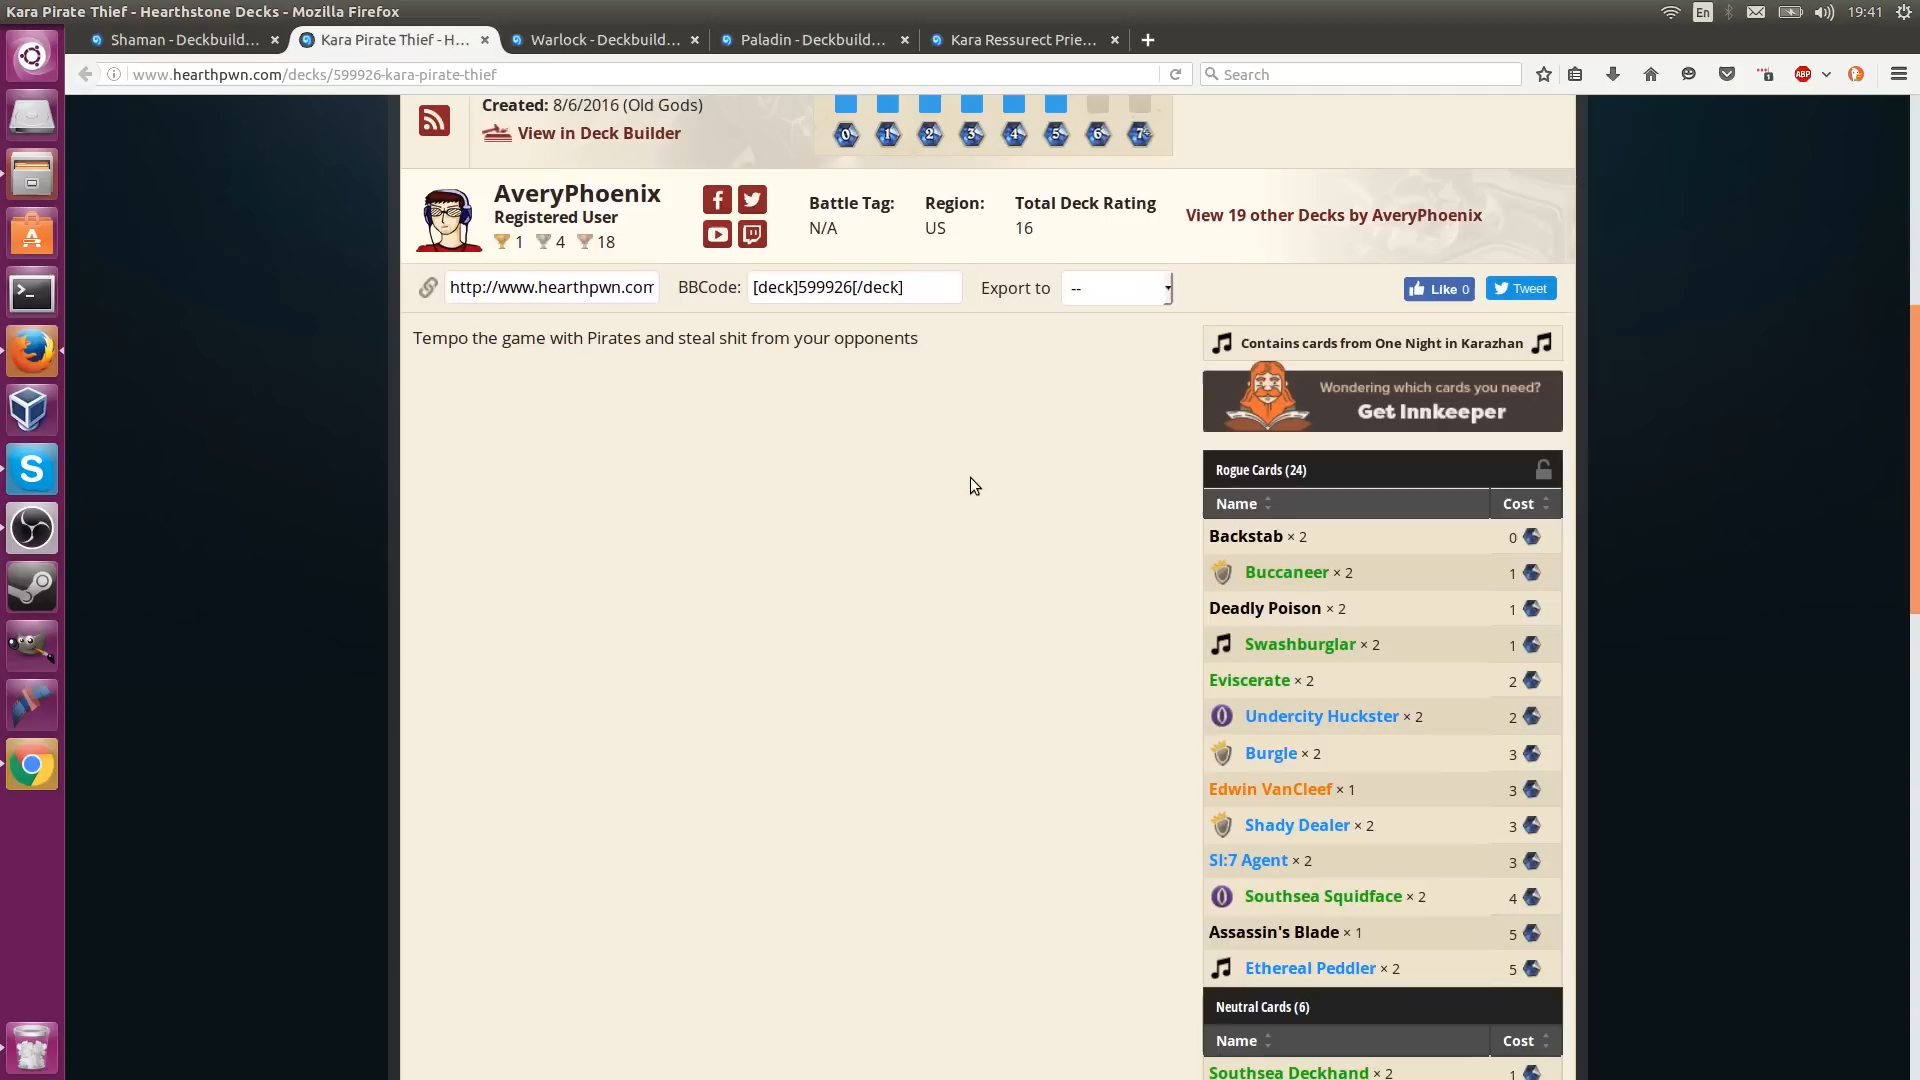 Kara Pirate Thief - Hearthstone Decks - Mozilla Firefox
En
19:41
Shaman - Deckbuild...
Kara Pirate Thief - H...
Warlock - Deckbuild...
Paladin - Deckbuild...
Kara Ressurect Prie...
www.hearthpwn.com/decks/599926-kara-pirate-thief
Search
ABP
Created: 8/6/2016 (Old Gods)
View in Deck Builder
0 1 2 3 4 5 6 7+
AveryPhoenix
Registered User
1 4 18
Battle Tag:
N/A
Region:
US
Total Deck Rating
16
View 19 other Decks by AveryPhoenix
http://www.hearthpwn.com
BBCode:
[deck]599926[/deck]
Export to
--
Like 0
Tweet
Tempo the game with Pirates and steal shit from your opponents
Contains cards from One Night in Karazhan
Wondering which cards you need?
Get Innkeeper
Rogue Cards (24)
Name Cost
Backstab × 2 0
Buccaneer × 2 1
Deadly Poison × 2 1
Swashburglar × 2 1
Eviscerate × 2 2
Undercity Huckster × 2 2
Burgle × 2 3
Edwin VanCleef × 1 3
Shady Dealer × 2 3
SI:7 Agent × 2 3
Southsea Squidface × 2 4
Assassin's Blade × 1 5
Ethereal Peddler × 2 5
Neutral Cards (6)
Name Cost
Southsea Deckhand × 2 1